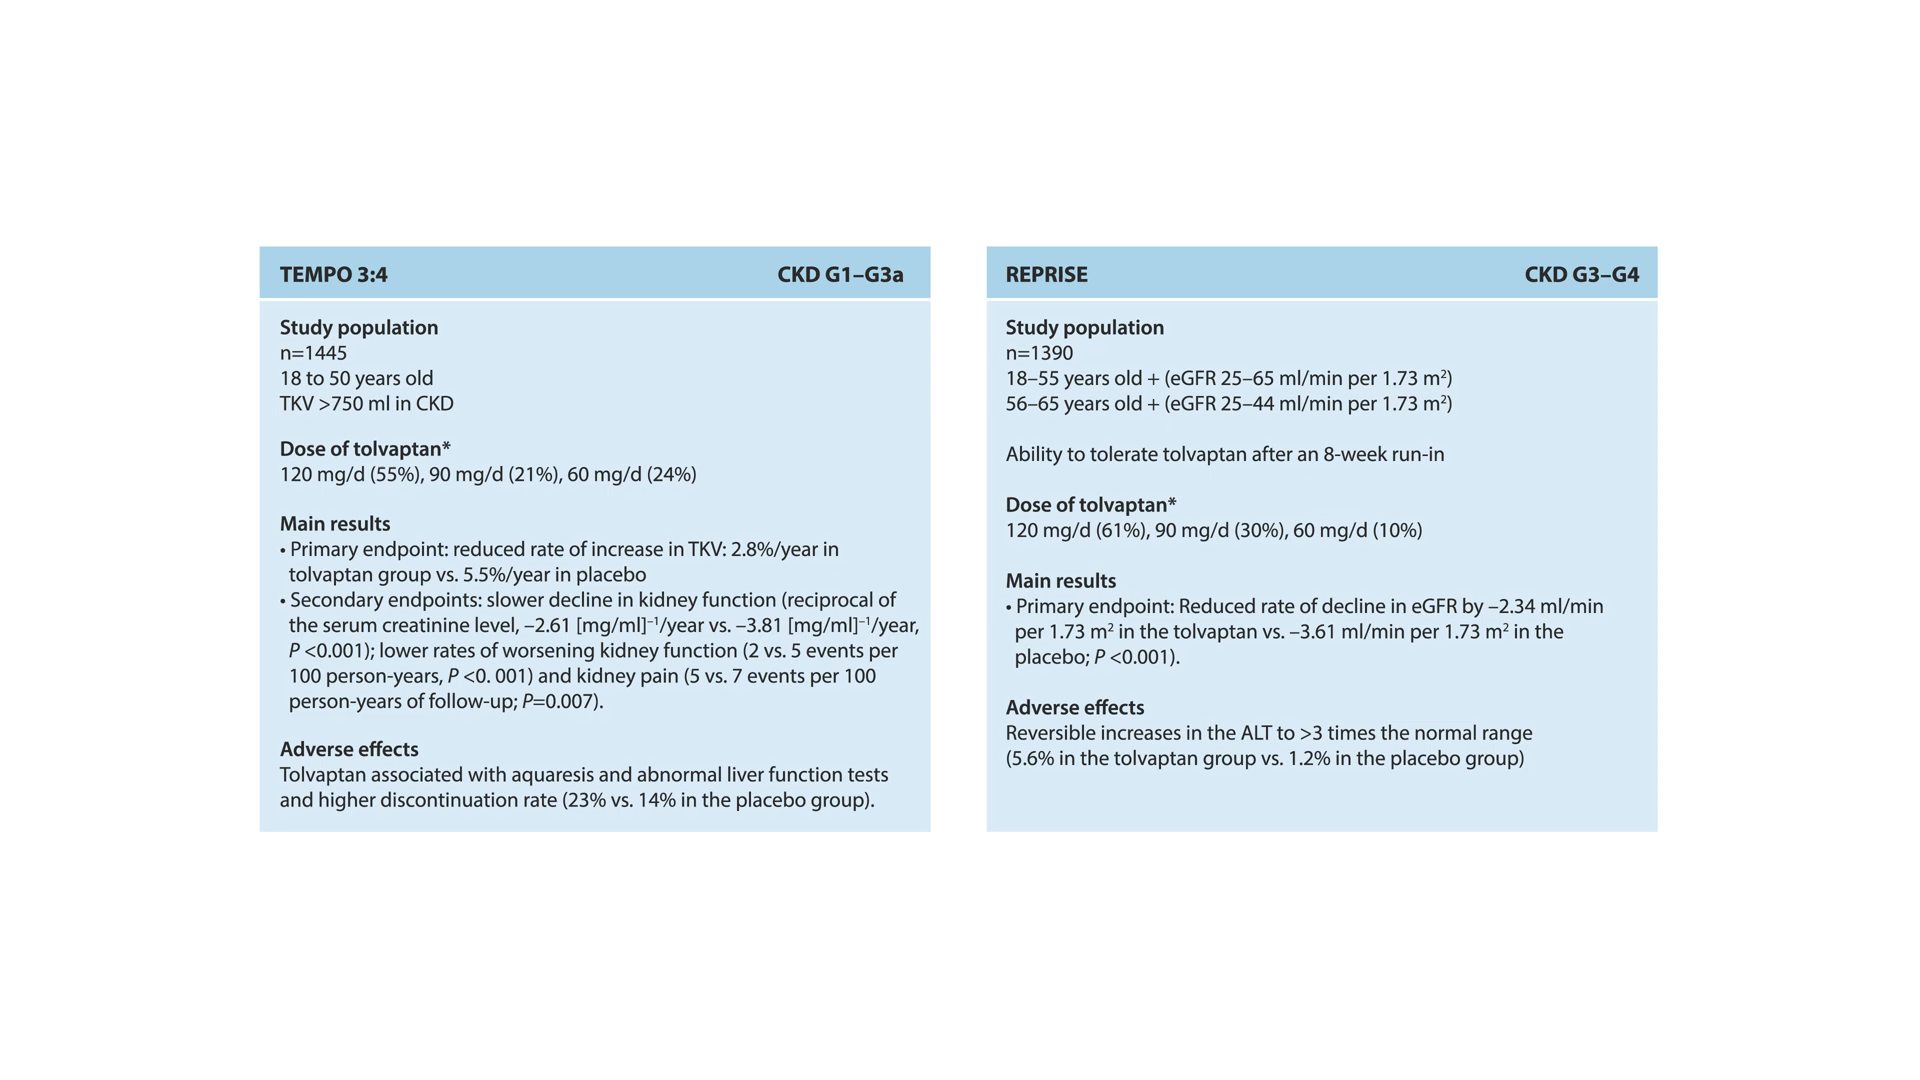 TEMPO 3:4 CKD G1–G3a
Study population
n=1445
18 to 50 years old
TKV >750 ml in CKD
Dose of tolvaptan*
120 mg/d (55%), 90 mg/d (21%), 60 mg/d (24%)
Main results
• Primary endpoint: reduced rate of increase in TKV: 2.8%/year in
tolvaptan group vs. 5.5%/year in placebo
• Secondary endpoints: slower decline in kidney function (reciprocal of
the serum creatinine level, –2.61 [mg/ml]⁻¹/year vs. –3.81 [mg/ml]⁻¹/year,
P <0.001); lower rates of worsening kidney function (2 vs. 5 events per
100 person-years, P <0. 001) and kidney pain (5 vs. 7 events per 100
person-years of follow-up; P=0.007).
Adverse effects
Tolvaptan associated with aquaresis and abnormal liver function tests
and higher discontinuation rate (23% vs. 14% in the placebo group).
REPRISE CKD G3–G4
Study population
n=1390
18–55 years old + (eGFR 25–65 ml/min per 1.73 m²)
56–65 years old + (eGFR 25–44 ml/min per 1.73 m²)
Ability to tolerate tolvaptan after an 8-week run-in
Dose of tolvaptan*
120 mg/d (61%), 90 mg/d (30%), 60 mg/d (10%)
Main results
• Primary endpoint: Reduced rate of decline in eGFR by –2.34 ml/min
per 1.73 m² in the tolvaptan vs. –3.61 ml/min per 1.73 m² in the
placebo; P <0.001).
Adverse effects
Reversible increases in the ALT to >3 times the normal range
(5.6% in the tolvaptan group vs. 1.2% in the placebo group)